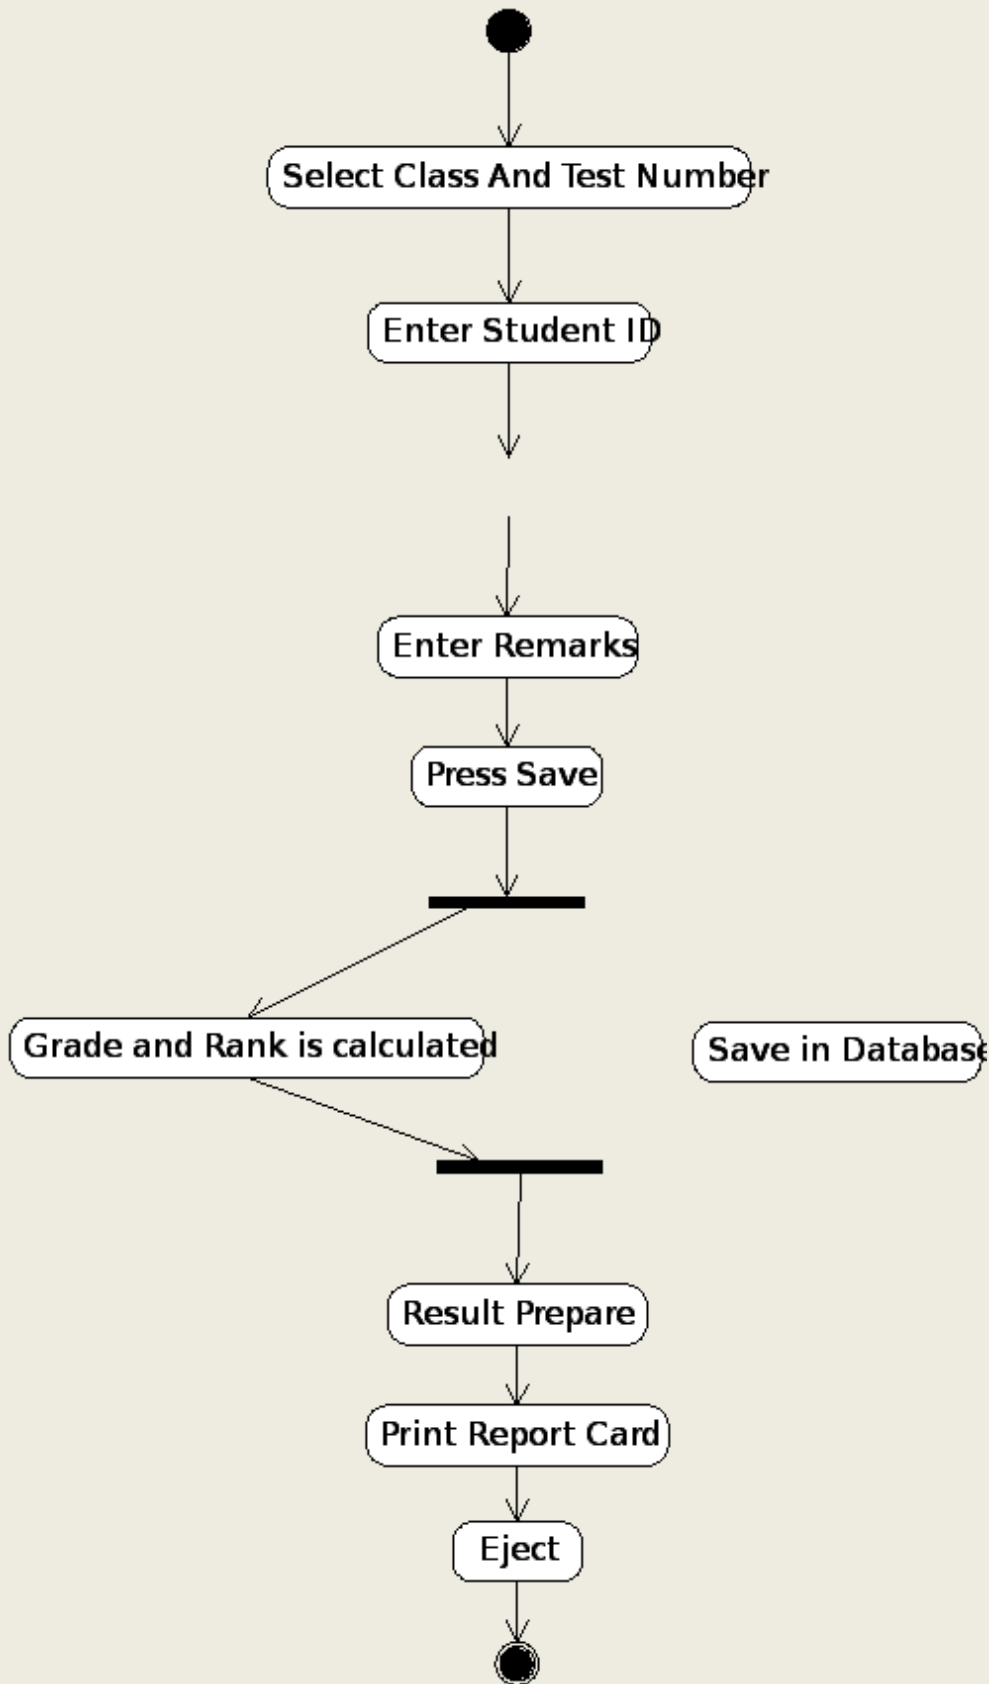 Select Class And Test Number
Enter Student ID
Enter Remarks
Press Save
Grade and Rank is calculated
Save in Database
Result Prepare
Print Report Card
Eject